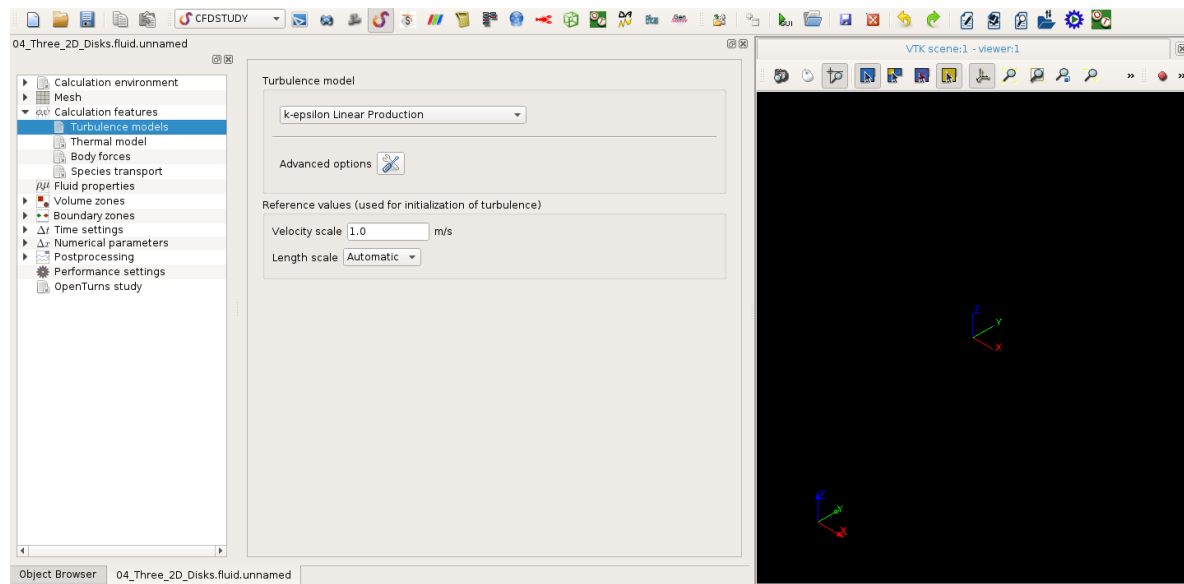 CFDSTUDY
04_Three_2D_Disks.fluid.unnamed
Calculation environment
Mesh
Calculation features
Turbulence models
Thermal model
Body forces
Species transport
Fluid properties
Volume zones
Boundary zones
Δt Time settings
Δx Numerical parameters
Postprocessing
Performance settings
OpenTurns study
Turbulence model
k-epsilon Linear Production
Advanced options
Reference values (used for initialization of turbulence)
Velocity scale 1.0 m/s
Length scale Automatic
Object Browser 04_Three_2D_Disks.fluid.unnamed
VTK scene:1 - viewer:1
» »
Z
Y
X
Z
Y
X